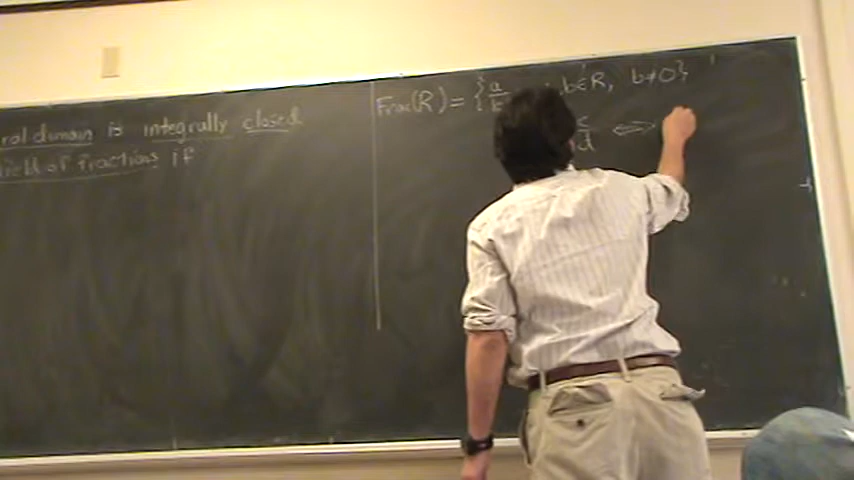 ral domain is integrally closed
field of fractions if
Frac(R) = { a/b , b∈R, b≠0}
d ⟺